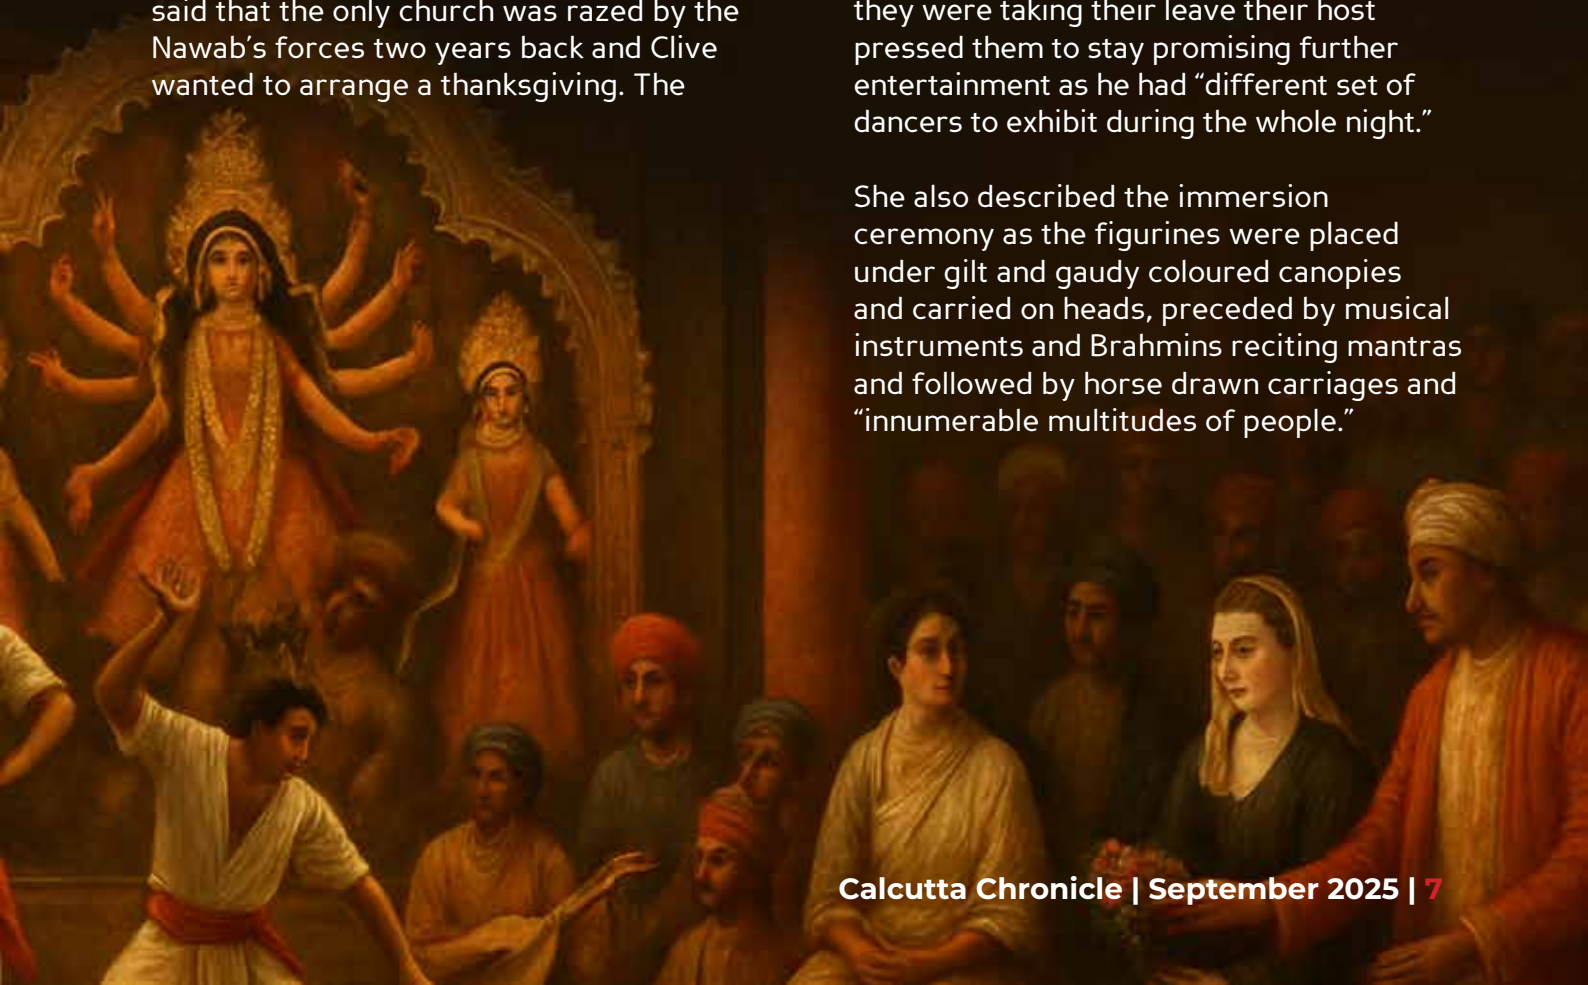 said that the only church was razed by the
Nawab’s forces two years back and Clive
wanted to arrange a thanksgiving. The
they were taking their leave their host
pressed them to stay promising further
entertainment as he had “different set of
dancers to exhibit during the whole night.”
She also described the immersion
ceremony as the figurines were placed
under gilt and gaudy coloured canopies
and carried on heads, preceded by musical
instruments and Brahmins reciting mantras
and followed by horse drawn carriages and
“innumerable multitudes of people.”
Calcutta Chronicle | September 2025 | 7